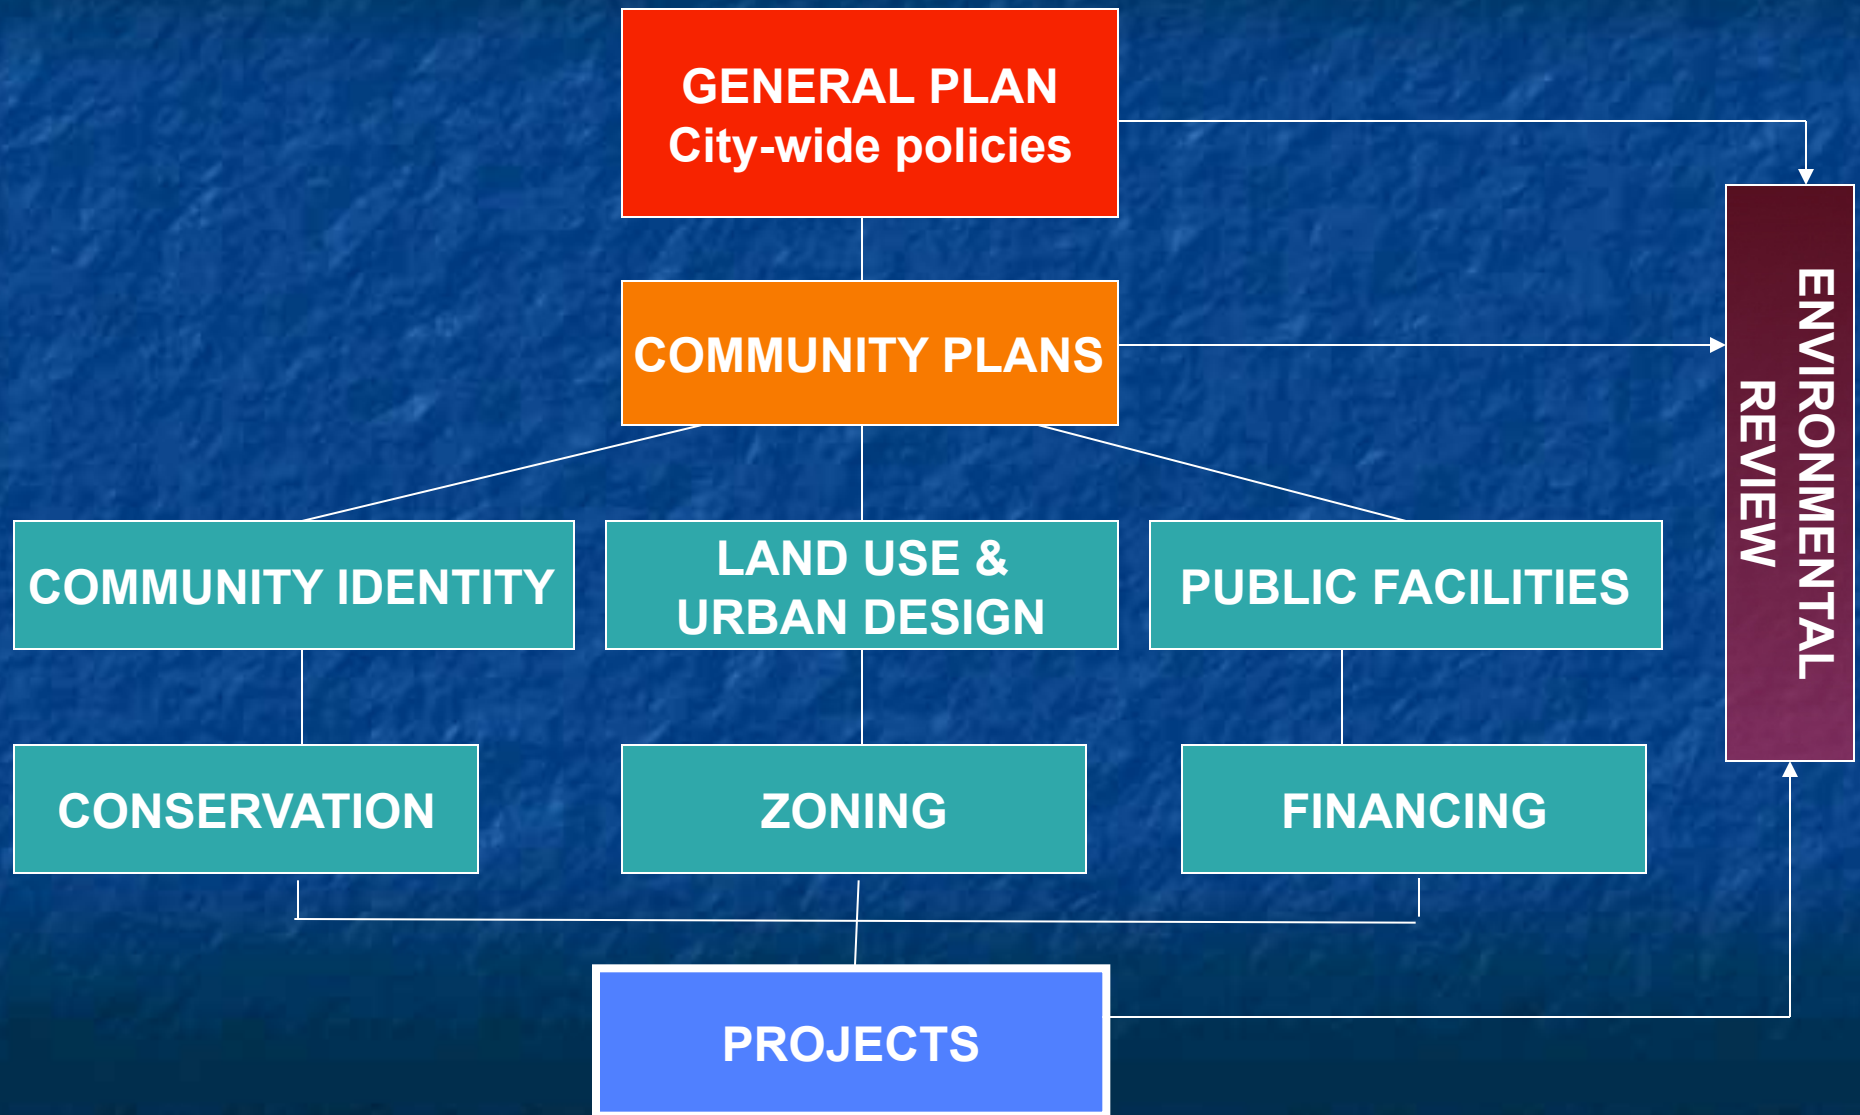 GENERAL PLAN
City-wide policies
COMMUNITY PLANS
ENVIRONMENTAL
REVIEW
COMMUNITY IDENTITY
LAND USE &
URBAN DESIGN
PUBLIC FACILITIES
CONSERVATION
ZONING
FINANCING
PROJECTS